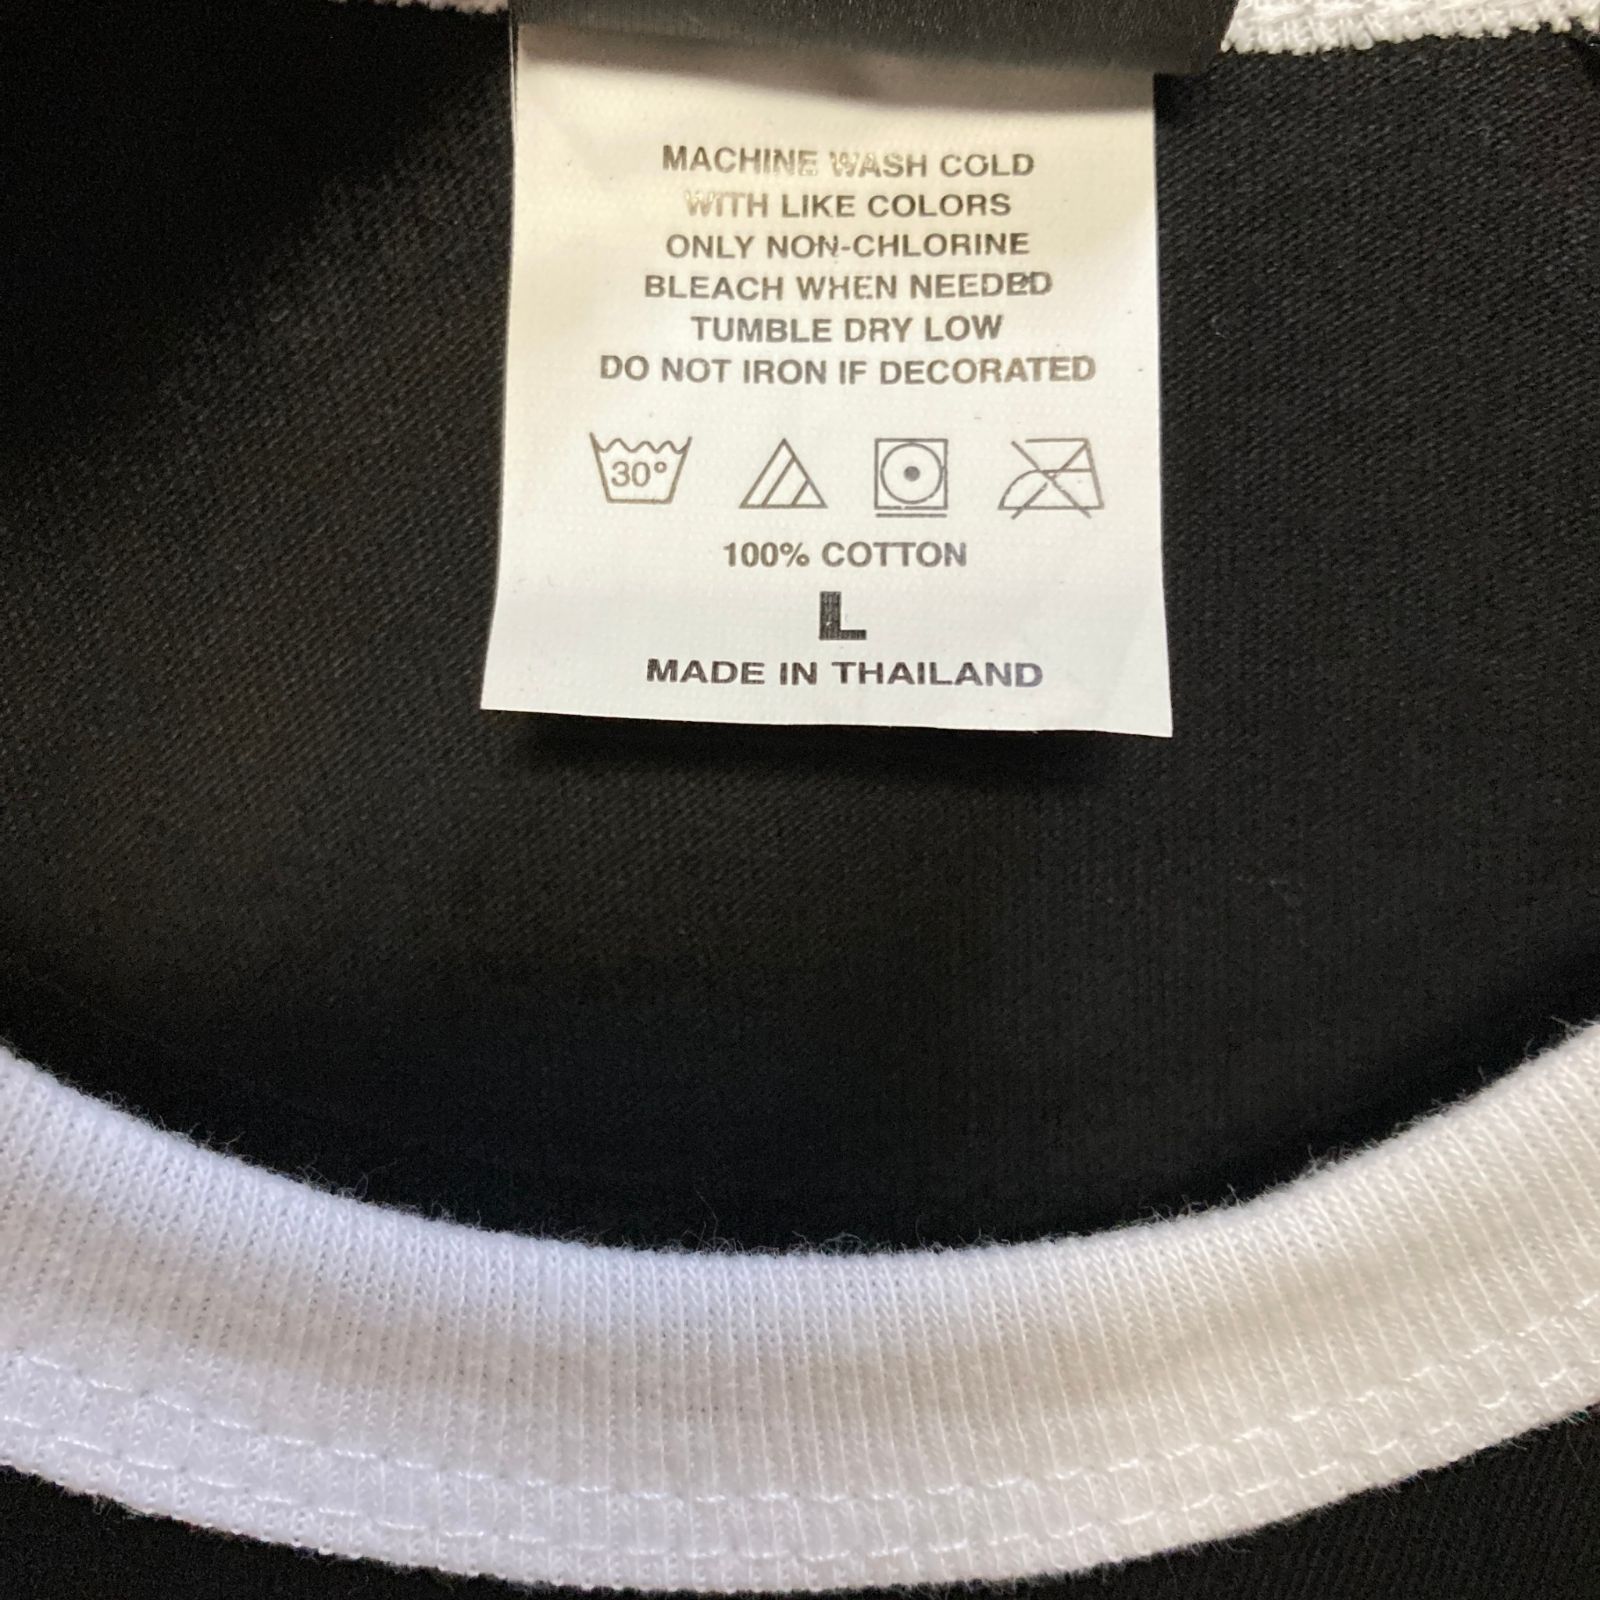 MACHINE WASH COLD
WITH LIKE COLORS
ONLY NON-CHLORINE
BLEACH WHEN NEEDED
TUMBLE DRY LOW
DO NOT IRON IF DECORATED
30°
100% COTTON
L
MADE IN THAILAND